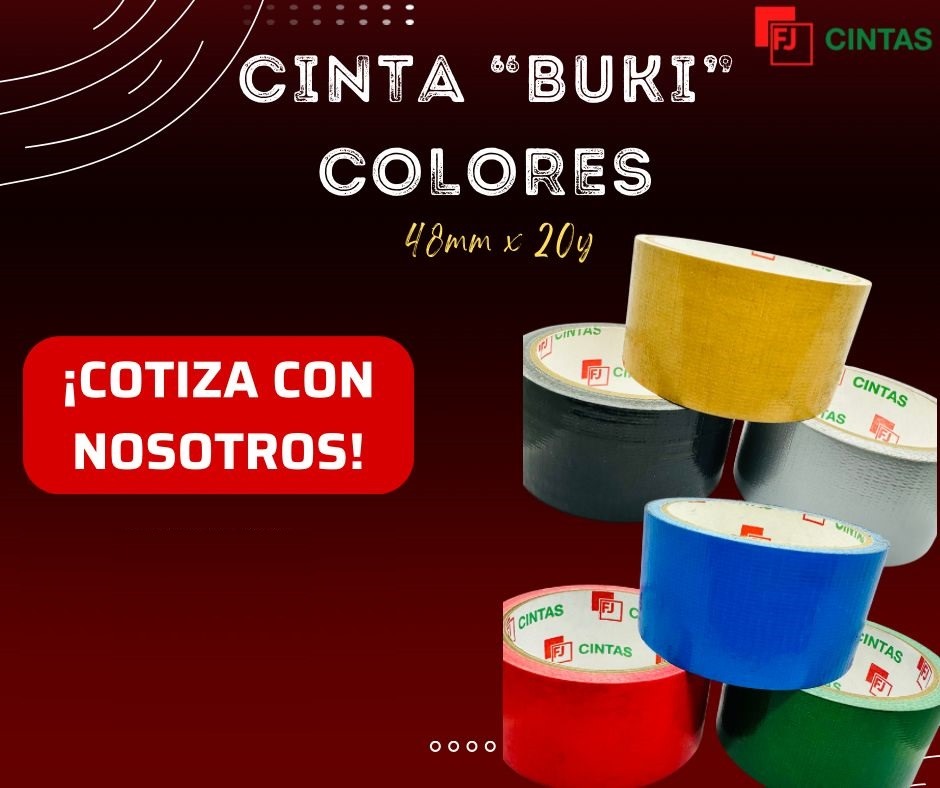 FJ CINTAS
CINTA “BUKI”
COLORES
48mm x 20y
¡COTIZA CON
NOSOTROS!
CINTAS
FJ
CINTAS
FJ
CINTAS
FJ
CINTAS
FJ CINTAS
CINTAS
FJ